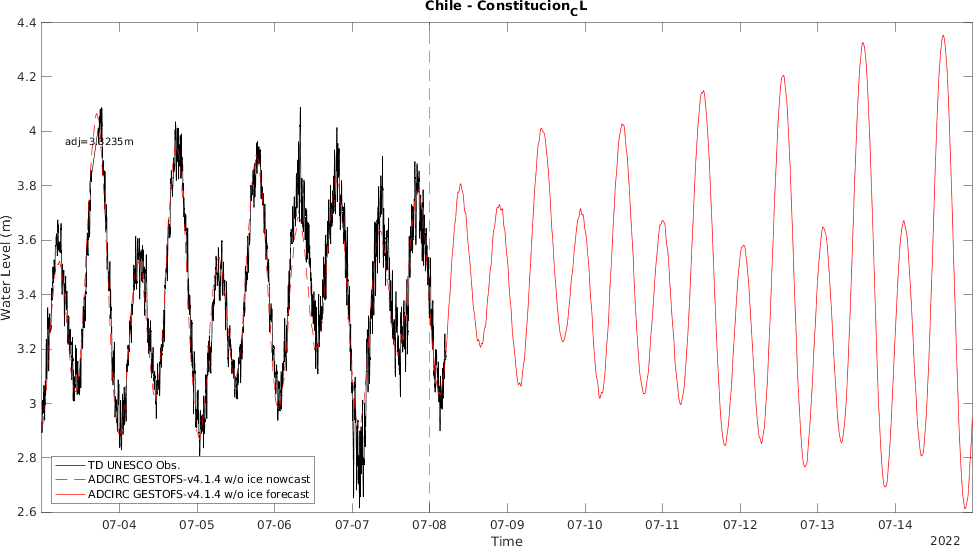 Chile - ConstitucionCL
4.4
4.2
4
3.8
3.6
3.4
3.2
3
2.8
2.6
Water Level (m)
adj=3.3235m
TD UNESCO Obs.
ADCIRC GESTOFS-v4.1.4 w/o ice nowcast
ADCIRC GESTOFS-v4.1.4 w/o ice forecast
07-04 07-05 07-06 07-07 07-08 07-09 07-10 07-11 07-12 07-13 07-14
Time
2022